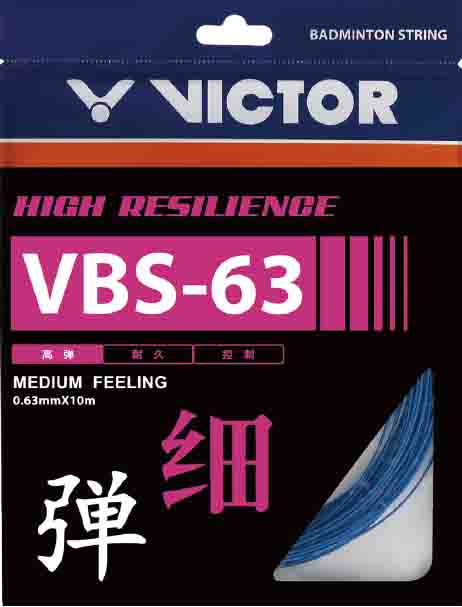 BADMINTON STRING
VICTOR
HIGH RESILIENCE
VBS-63
高弹 耐久 控制
MEDIUM FEELING
0.63mmX10m
细
弹